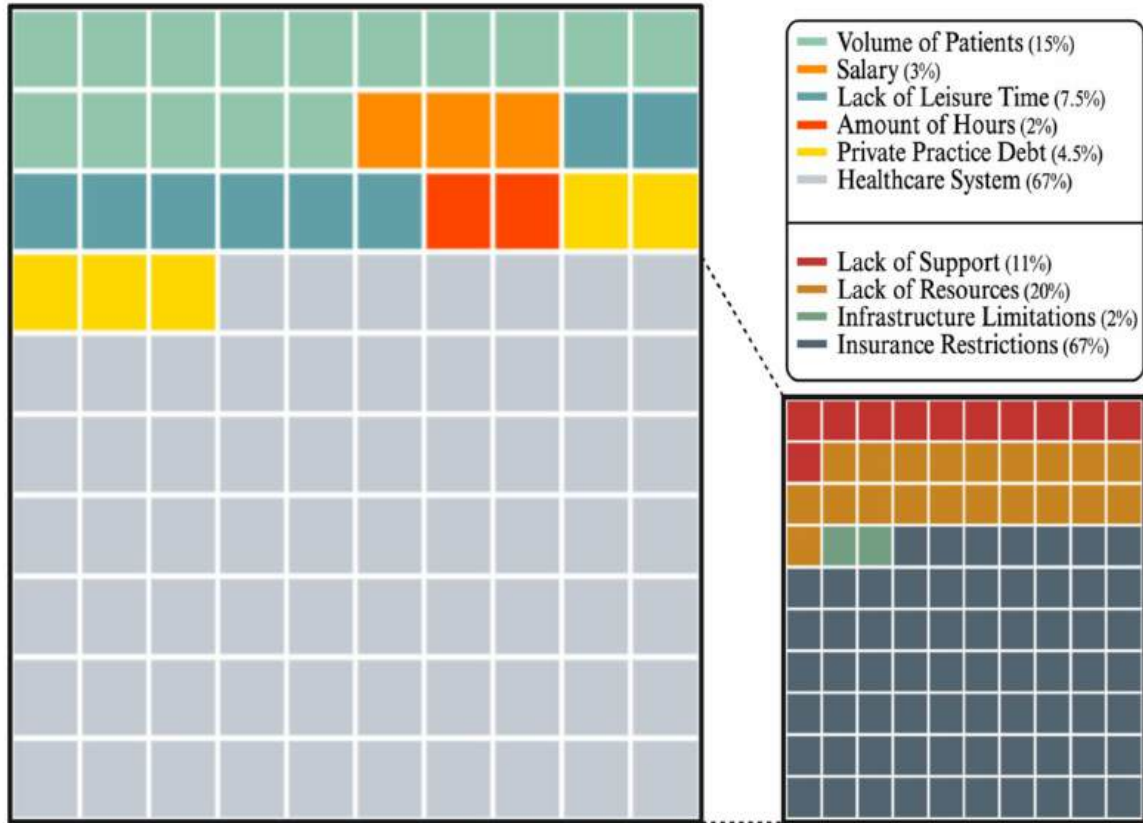 Volume of Patients (15%)
Salary (3%)
Lack of Leisure Time (7.5%)
Amount of Hours (2%)
Private Practice Debt (4.5%)
Healthcare System (67%)
Lack of Support (11%)
Lack of Resources (20%)
Infrastructure Limitations (2%)
Insurance Restrictions (67%)